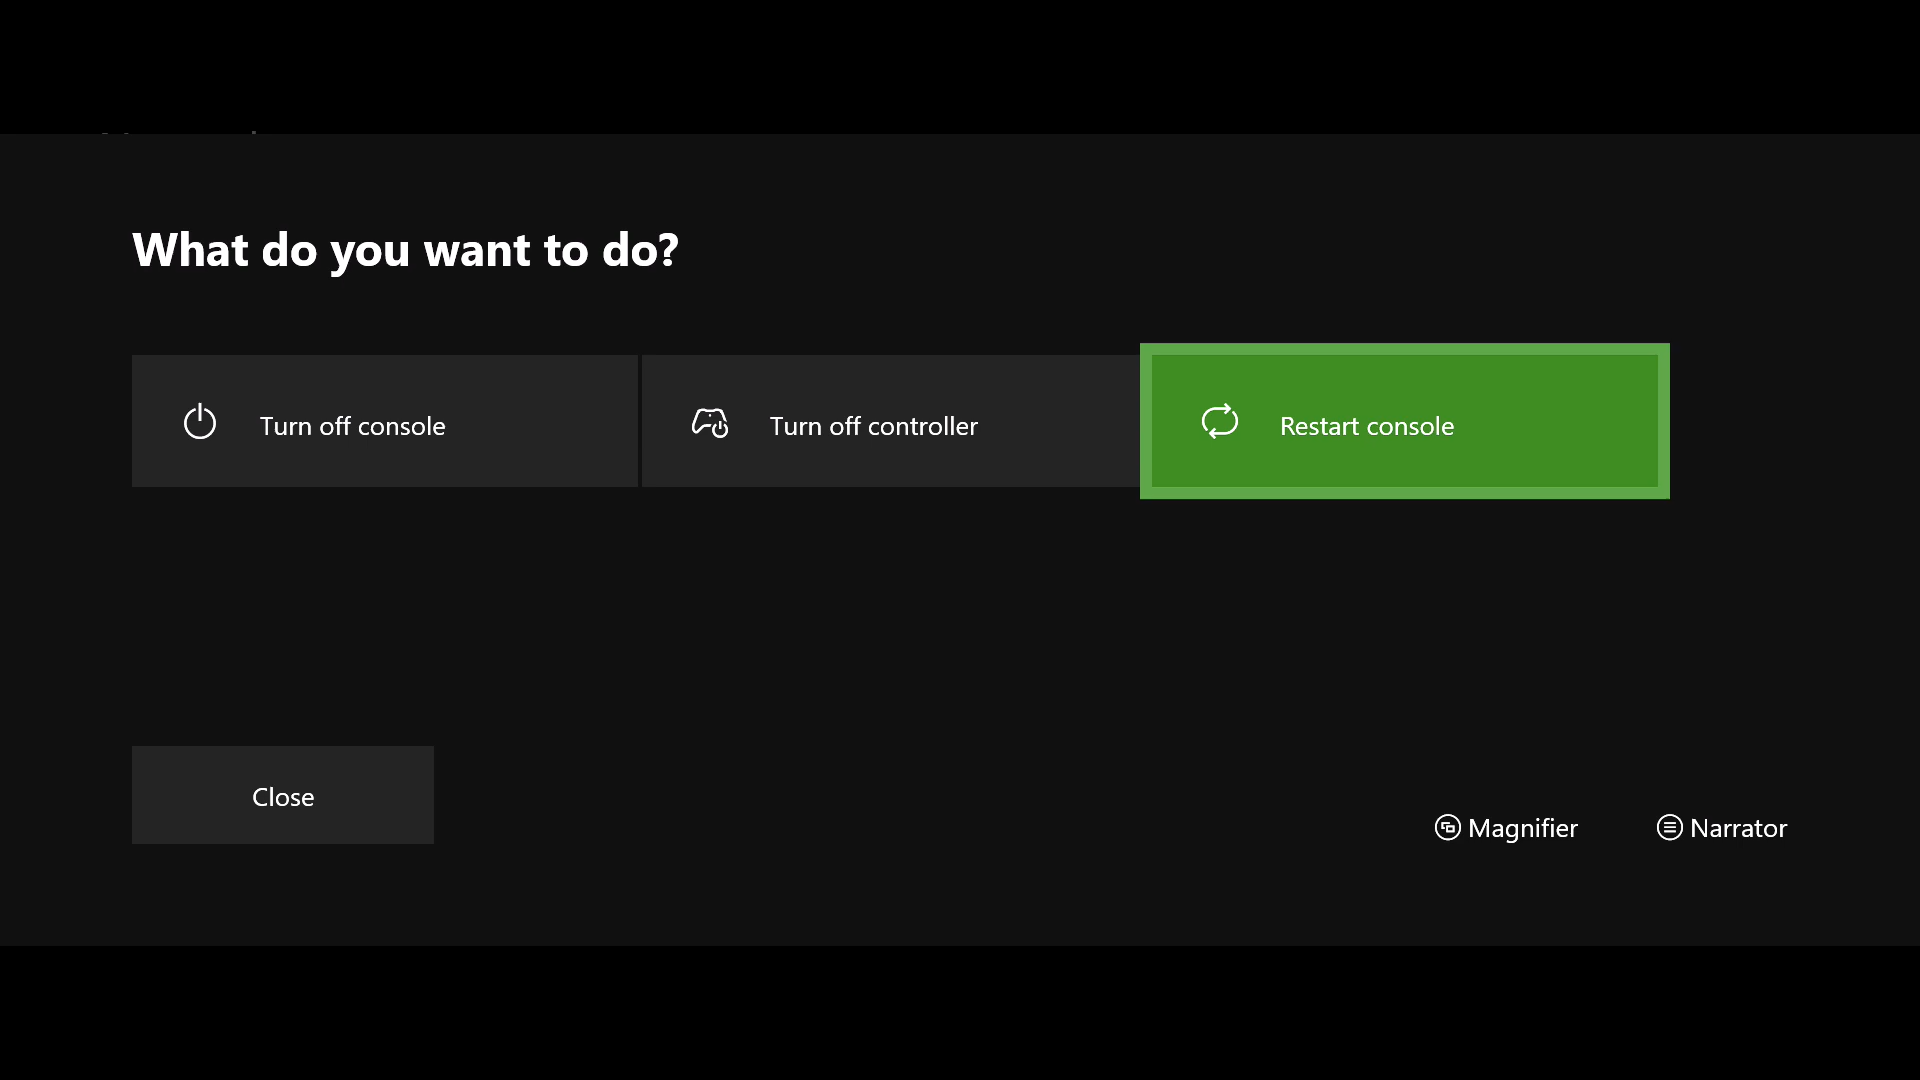 What do you want to do?
Turn off console
Turn off controller
Restart console
Close
Magnifier
Narrator